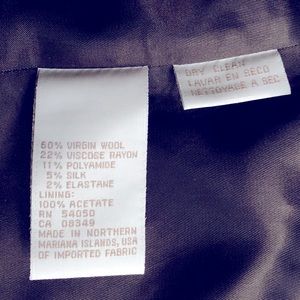 60% VIRGIN WOOL
22% VISCOSE RAYON
11% POLYAMIDE
5% SILK
2% ELASTANE
LINING:
100% ACETATE
RN 54050
CA 08349
MADE IN NORTHERN
MARIANA ISLANDS, USA
OF IMPORTED FABRIC
DRY CLEAN
LAVAR EN SECO
NETTOYAGE A SEC